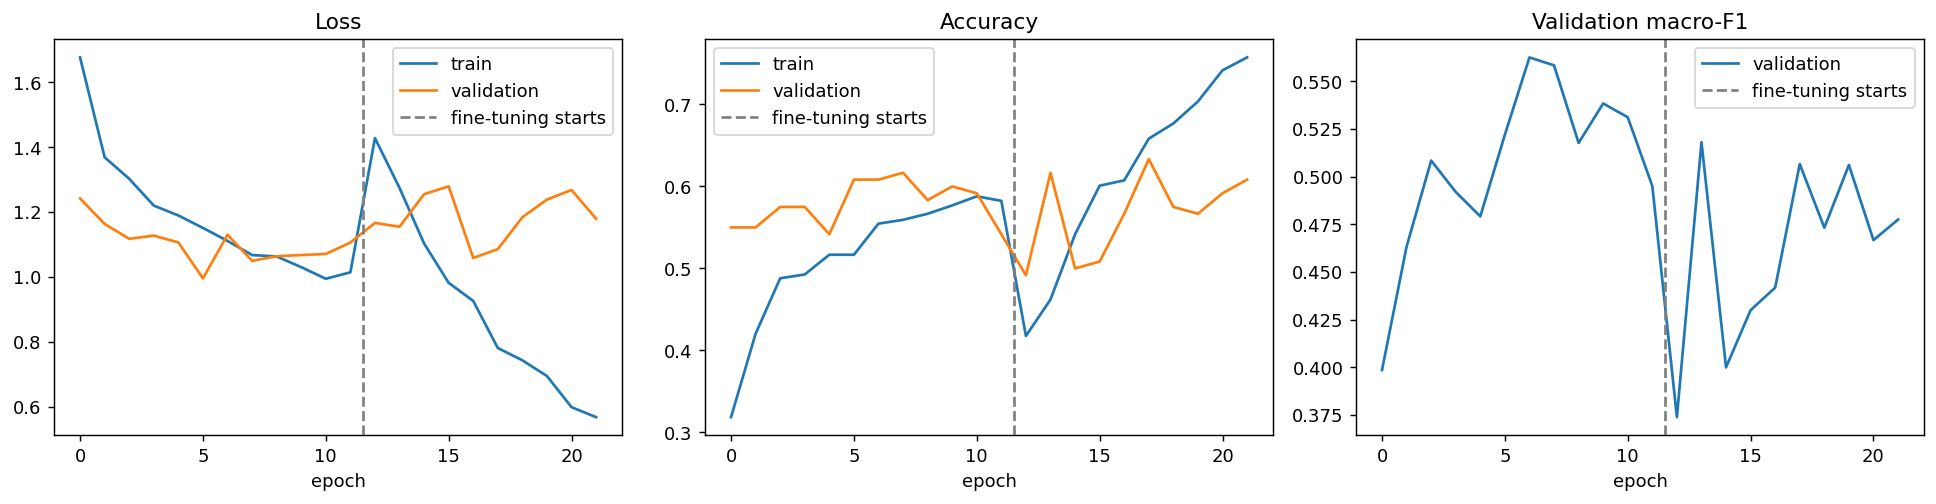 Loss
1.6
1.4
1.2
1.0
0.8
0.6
0
5
10
15
20
epoch
train
validation
fine-tuning starts
Accuracy
0.7
0.6
0.5
0.4
0.3
0
5
10
15
20
epoch
train
validation
fine-tuning starts
Validation macro-F1
0.550
0.525
0.500
0.475
0.450
0.425
0.400
0.375
0
5
10
15
20
epoch
validation
fine-tuning starts